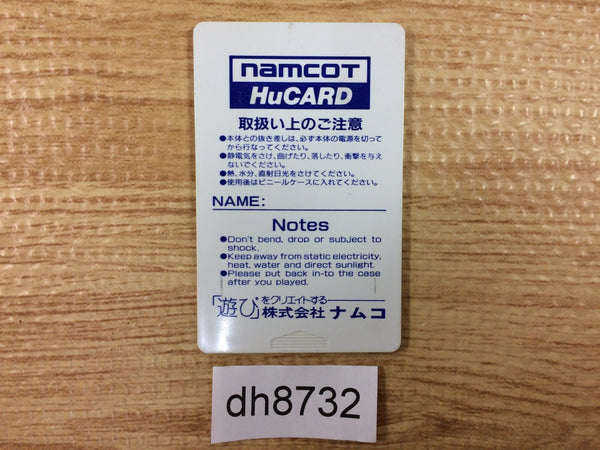 namcot
HuCARD
取扱い上のご注意
●本体との抜き差しは、必ず本体の電源を切って
から行なってください。
●静電気をさけ、曲げたり、落したり、衝撃を与え
ないでください。
●熱、水分、直射日光をさけてください。
●使用後はビニールケースに入れてください。
NAME:
Notes
●Don't bend, drop or subject to
shock.
●Keep away from static electricity,
heat, water and direct sunlight.
●Please put back in-to the case
after you played.
「遊び」をクリエイトする
株式会社 ナムコ
dh8732